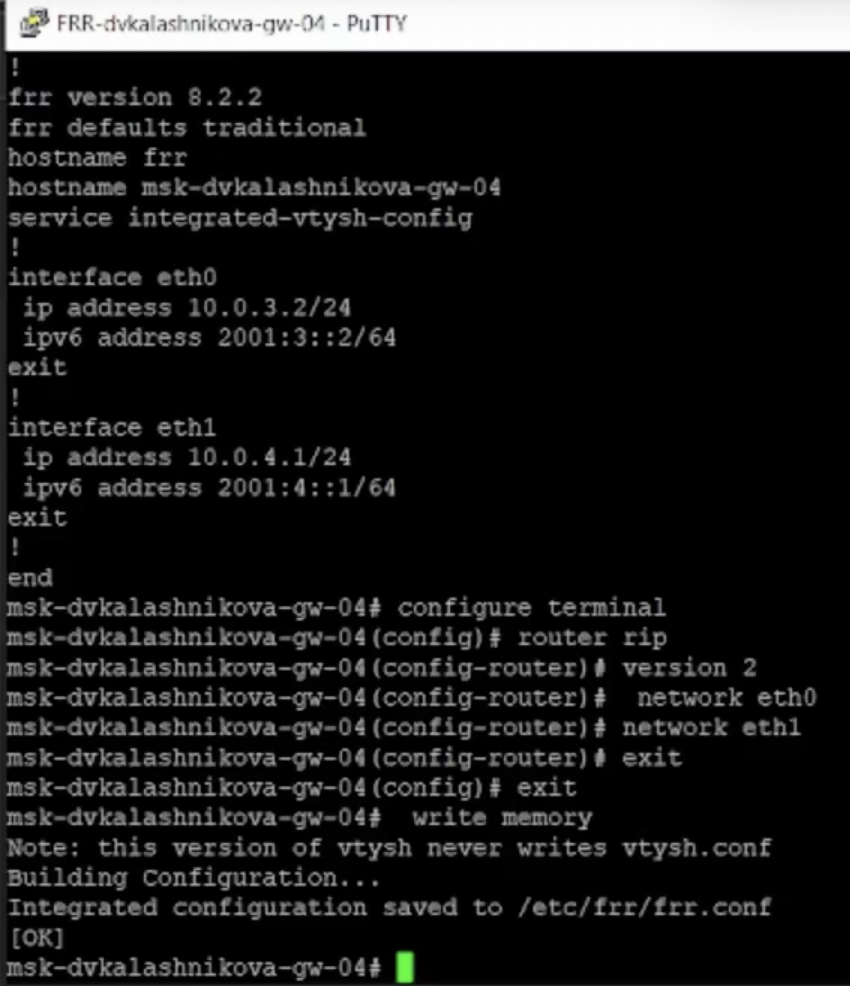 FRR-dvkalashnikova-gw-04 - PuTTY
!
frr version 8.2.2
frr defaults traditional
hostname frr
hostname msk-dvkalashnikova-gw-04
service integrated-vtysh-config
!
interface eth0
 ip address 10.0.3.2/24
 ipv6 address 2001:3::2/64
exit
!
interface eth1
 ip address 10.0.4.1/24
 ipv6 address 2001:4::1/64
exit
!
end
msk-dvkalashnikova-gw-04# configure terminal
msk-dvkalashnikova-gw-04(config)# router rip
msk-dvkalashnikova-gw-04(config-router)# version 2
msk-dvkalashnikova-gw-04(config-router)#  network eth0
msk-dvkalashnikova-gw-04(config-router)# network eth1
msk-dvkalashnikova-gw-04(config-router)# exit
msk-dvkalashnikova-gw-04(config)# exit
msk-dvkalashnikova-gw-04#  write memory
Note: this version of vtysh never writes vtysh.conf
Building Configuration...
Integrated configuration saved to /etc/frr/frr.conf
[OK]
msk-dvkalashnikova-gw-04#